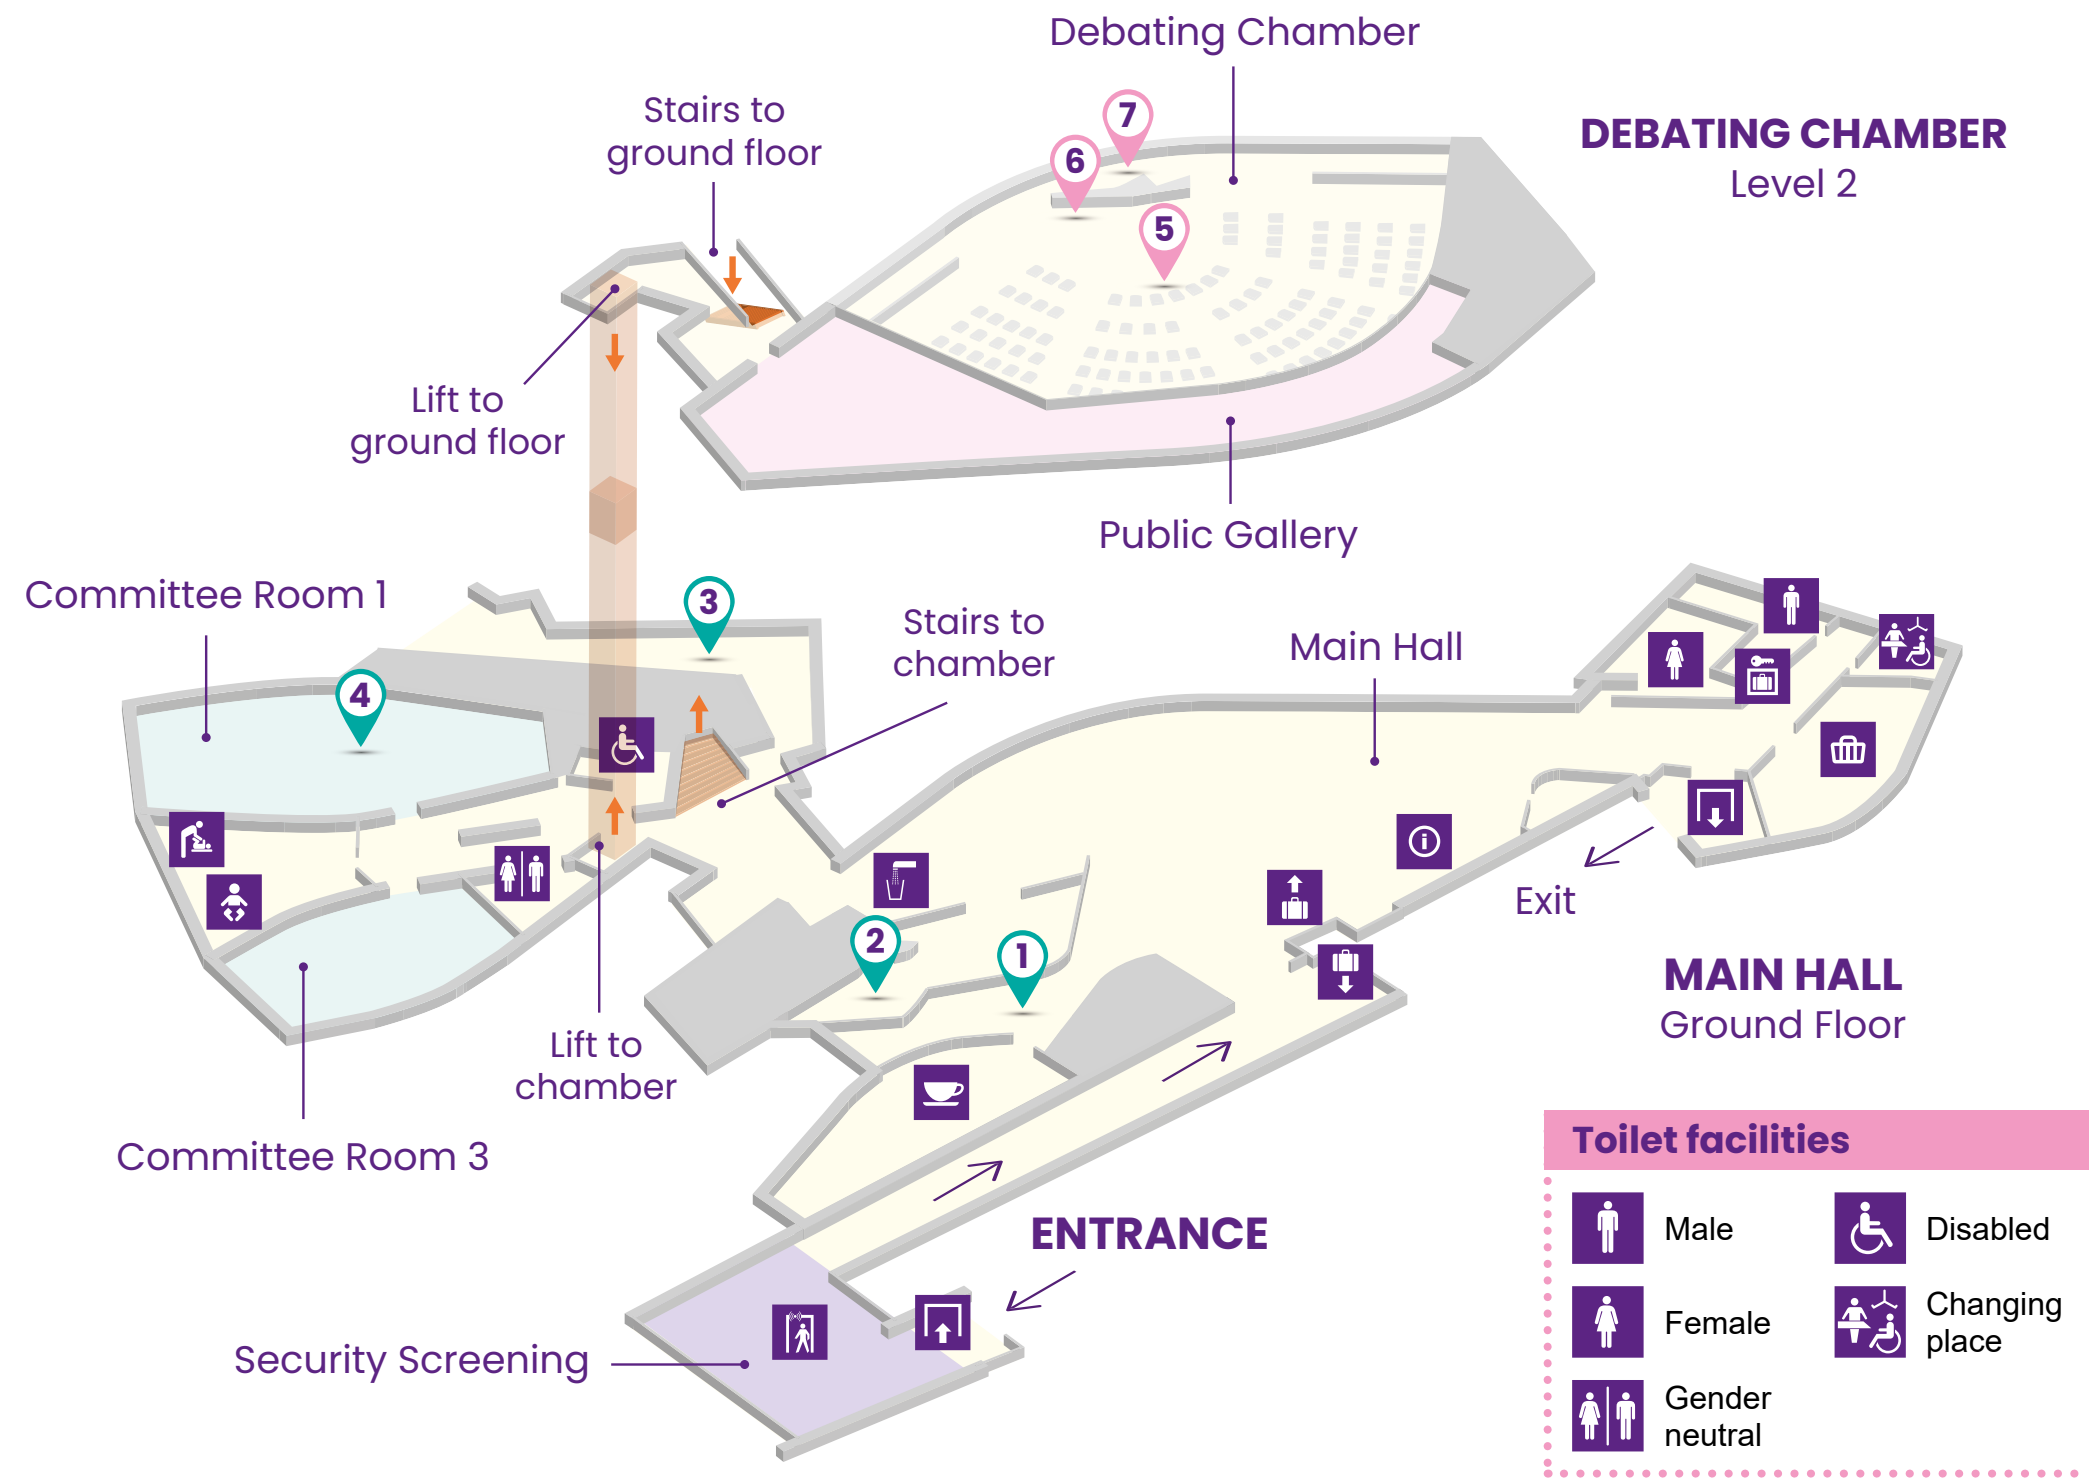 Debating Chamber
DEBATING CHAMBER
Level 2
Stairs to
ground floor
7
6
5
Lift to
ground floor
Public Gallery
Committee Room 1
3
4
Stairs to
chamber
Main Hall
Exit
2
1
MAIN HALL
Ground Floor
Lift to
chamber
Committee Room 3
ENTRANCE
Security Screening
Toilet facilities
Male
Disabled
Female
Changing
place
Gender
neutral